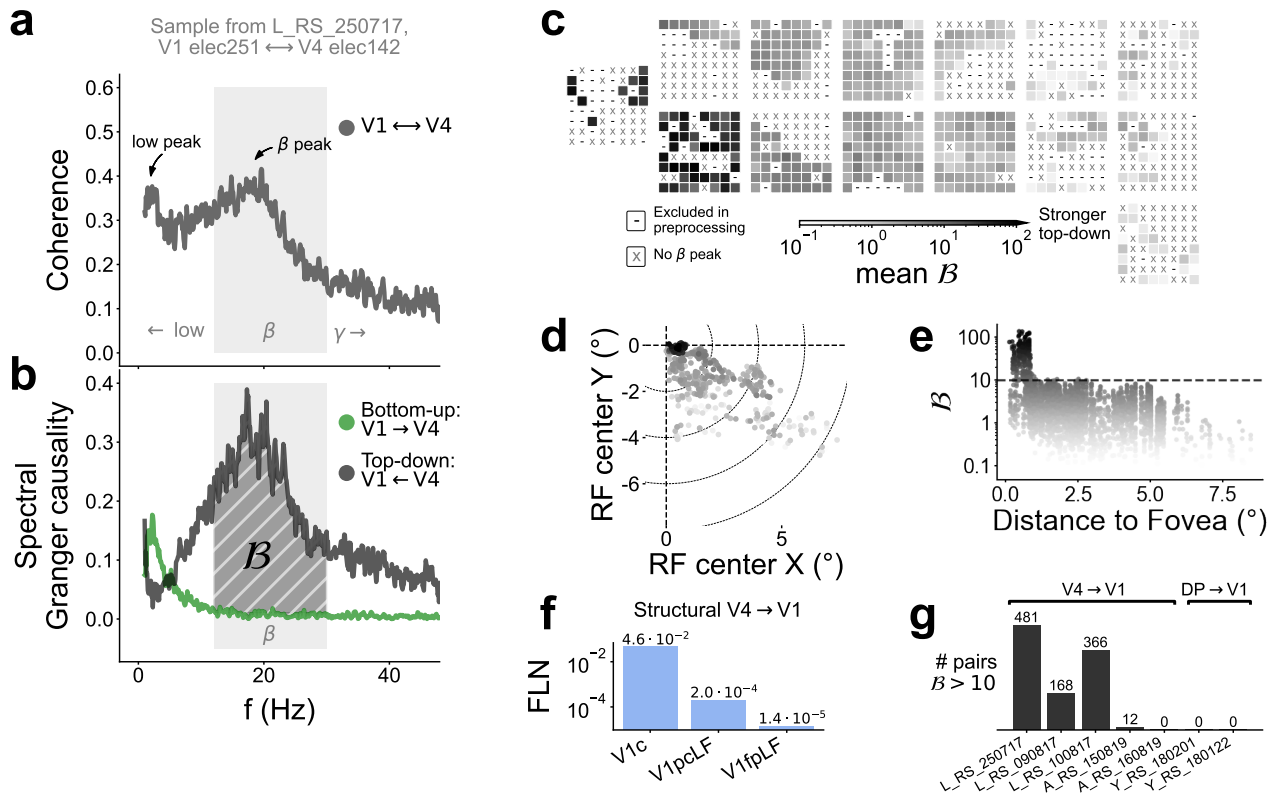 a
Sample from L_RS_250717,
V1 elec251 ⟷ V4 elec142
0.6
0.5
0.4
0.3
0.2
0.1
0.0
Coherence
low peak
β peak
V1 ⟷ V4
← low
β
γ →
b
0.4
0.3
0.2
0.1
0.0
Spectral
Granger causality
Bottom-up:
V1 → V4
Top-down:
V1 ← V4
ℬ
β
0
20
40
f (Hz)
c
- Excluded in
preprocessing
x No β peak
10⁻¹
10⁰
10¹
10²
Stronger
top-down
mean ℬ
d
RF center Y (°)
0
-2
-4
-6
0
5
RF center X (°)
e
ℬ
100
10
1
0.1
0.0
2.5
5.0
7.5
Distance to Fovea (°)
f
Structural V4 → V1
FLN
10⁻²
10⁻⁴
4.6 · 10⁻²
2.0 · 10⁻⁴
1.4 · 10⁻⁵
V1c
V1pcLF
V1fpLF
g
V4 → V1
DP → V1
# pairs
ℬ > 10
481
168
366
12
0
0
0
L_RS_250717
L_RS_090817
L_RS_100817
A_RS_150819
A_RS_160819
Y_RS_180201
Y_RS_180122